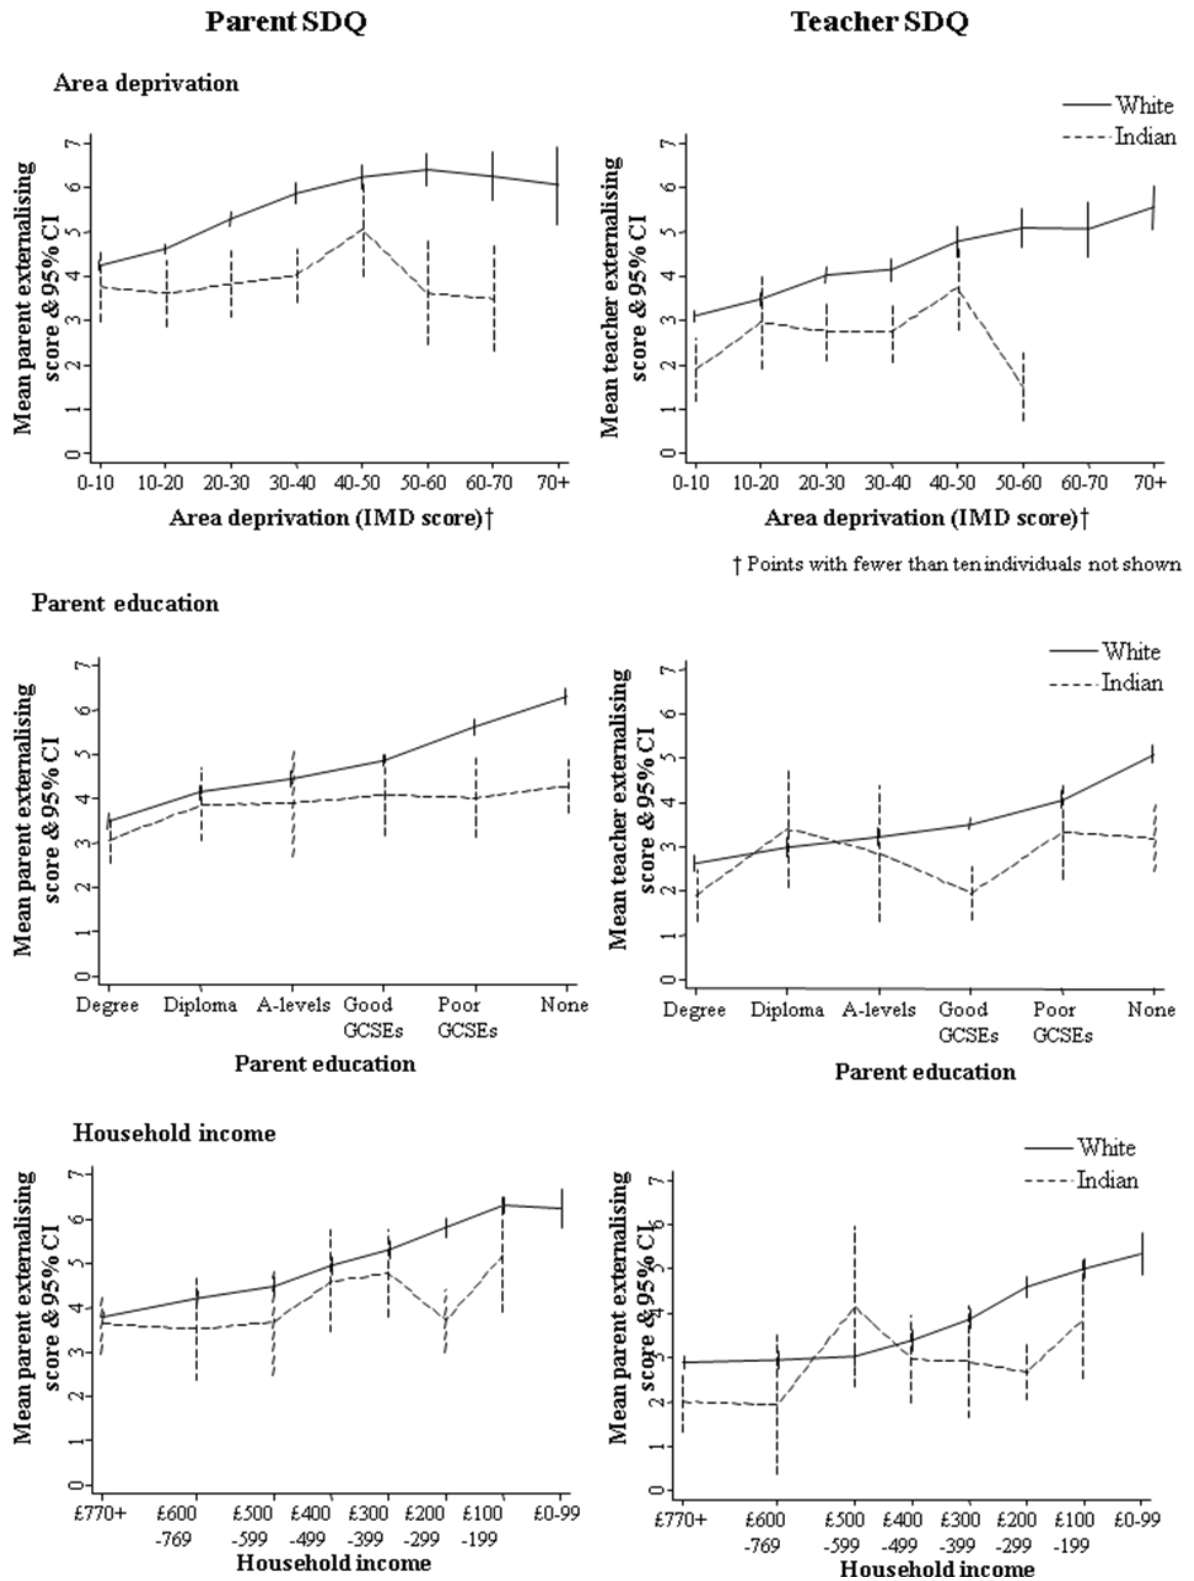 Parent SDQ
Teacher SDQ
Area deprivation
White
Indian
Mean parent externalising
score & 95% CI
7
6
5
4
3
2
1
0
0-10 10-20 20-30 30-40 40-50 50-60 60-70 70+
Area deprivation (IMD score)†
Mean teacher externalising
score & 95% CI
7
6
5
4
3
2
1
0
0-10 10-20 20-30 30-40 40-50 50-60 60-70 70+
Area deprivation (IMD score)†
† Points with fewer than ten individuals not shown
Parent education
White
Indian
Mean parent externalising
score & 95% CI
7
6
5
4
3
2
1
0
Degree Diploma A-levels Good Poor None
GCSEs GCSEs
Parent education
Mean teacher externalising
score & 95% CI
7
6
5
4
3
2
1
0
Degree Diploma A-levels Good Poor None
GCSEs GCSEs
Parent education
Household income
White
Indian
Mean parent externalising
score & 95% CI
7
6
5
4
3
2
1
0
£770+ £600 £500 £400 £300 £200 £100 £0-99
-769 -599 -499 -399 -299 -199
Household income
Mean parent externalising
score & 95% CI
7
6
5
4
3
2
1
0
£770+ £600 £500 £400 £300 £200 £100 £0-99
-769 -599 -499 -399 -299 -199
Household income